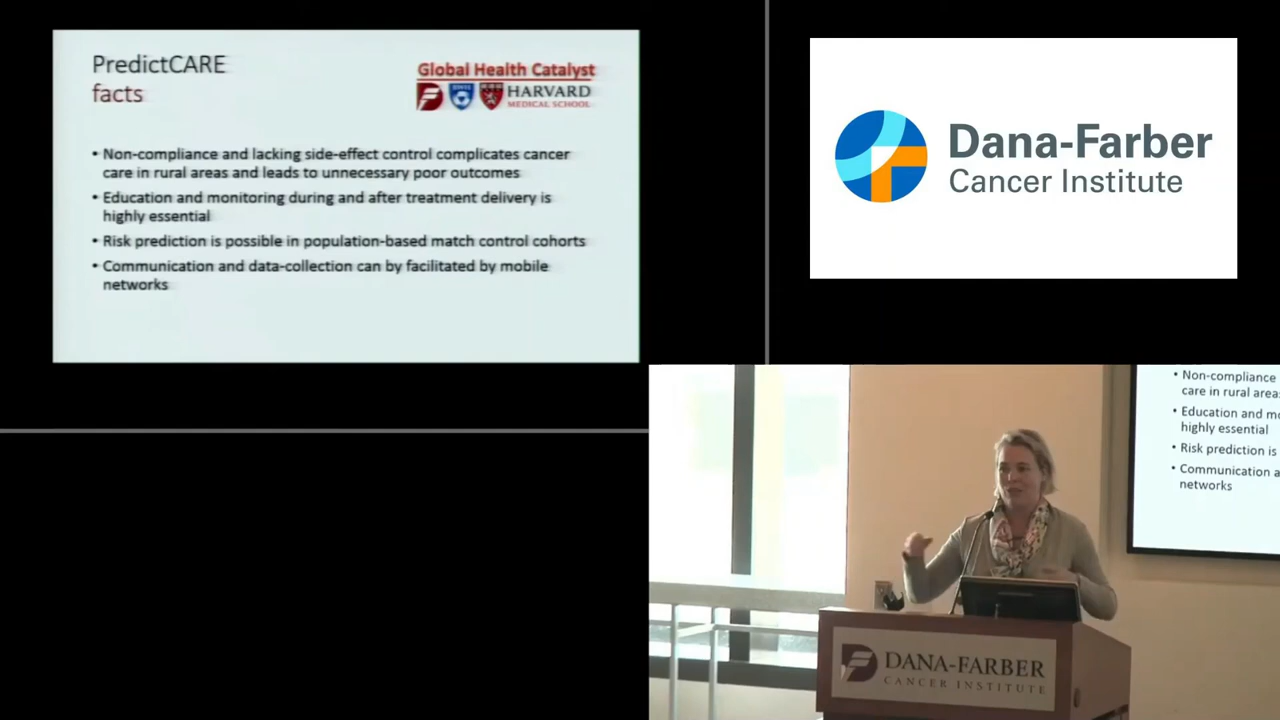 PredictCARE
facts
Global Health Catalyst
HARVARD
MEDICAL SCHOOL
• Non-compliance and lacking side-effect control complicates cancer
care in rural areas and leads to unnecessary poor outcomes
• Education and monitoring during and after treatment delivery is
highly essential
• Risk prediction is possible in population-based match control cohorts
• Communication and data-collection can by facilitated by mobile
networks
Dana-Farber
Cancer Institute
• Non-compliance
care in rural area
• Education and mo
highly essential
• Risk prediction is
• Communication a
networks
DANA-FARBER
CANCER INSTITUTE